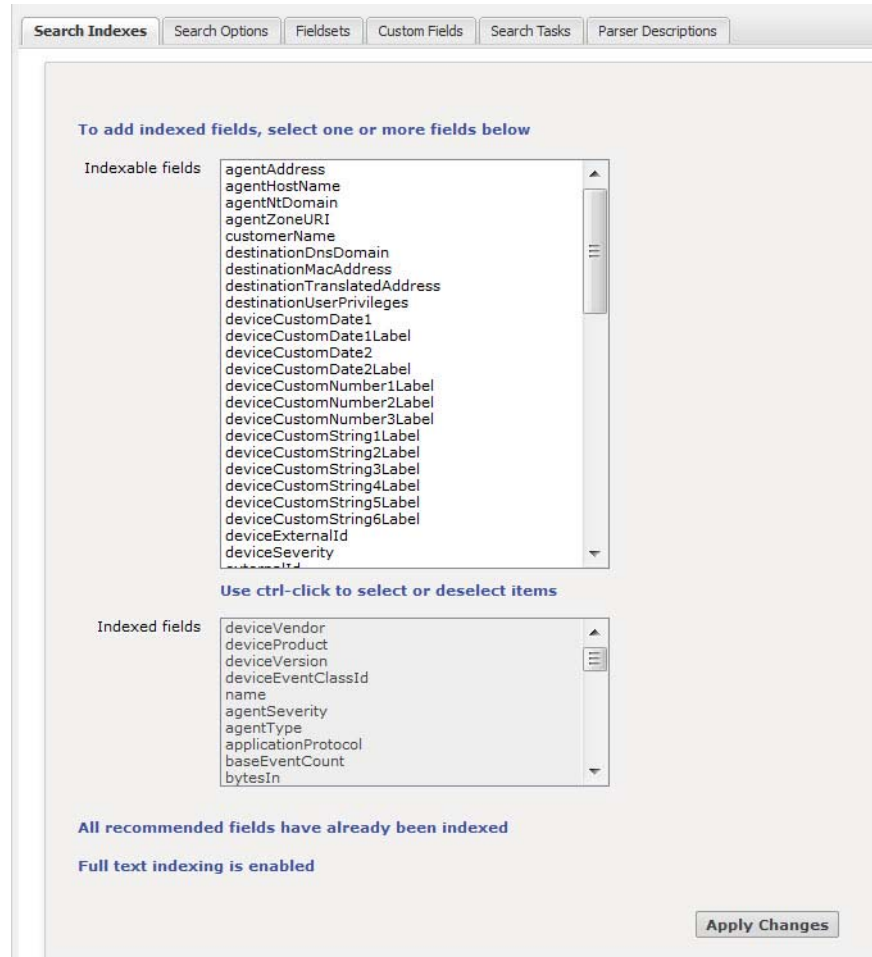 Search Indexes Search Options Fieldsets Custom Fields Search Tasks Parser Descriptions
To add indexed fields, select one or more fields below
Indexable fields
agentAddress
agentHostName
agentNtDomain
agentZoneURI
customerName
destinationDnsDomain
destinationMacAddress
destinationTranslatedAddress
destinationUserPrivileges
deviceCustomDate1
deviceCustomDate1Label
deviceCustomDate2
deviceCustomDate2Label
deviceCustomNumber1Label
deviceCustomNumber2Label
deviceCustomNumber3Label
deviceCustomString1Label
deviceCustomString2Label
deviceCustomString3Label
deviceCustomString4Label
deviceCustomString5Label
deviceCustomString6Label
deviceExternalId
deviceSeverity
externalId
Use ctrl-click to select or deselect items
Indexed fields
deviceVendor
deviceProduct
deviceVersion
deviceEventClassId
name
agentSeverity
agentType
applicationProtocol
baseEventCount
bytesIn
All recommended fields have already been indexed
Full text indexing is enabled
Apply Changes